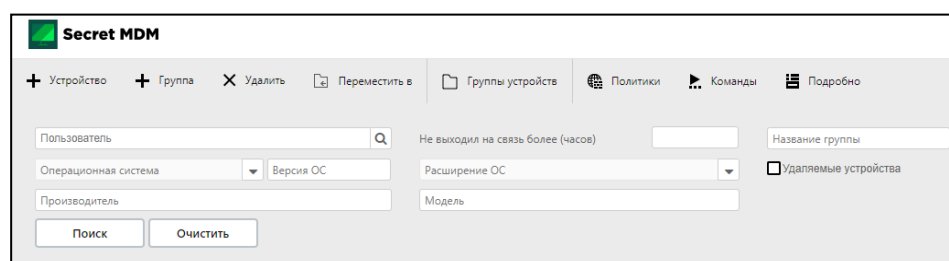 Secret MDM
Устройство Группа Удалить Переместить в Группы устройств Политики Команды Подробно
Пользователь Не выходил на связь более (часов) Название группы
Операционная система Версия ОС Расширение ОС Удаляемые устройства
Производитель Модель
Поиск Очистить